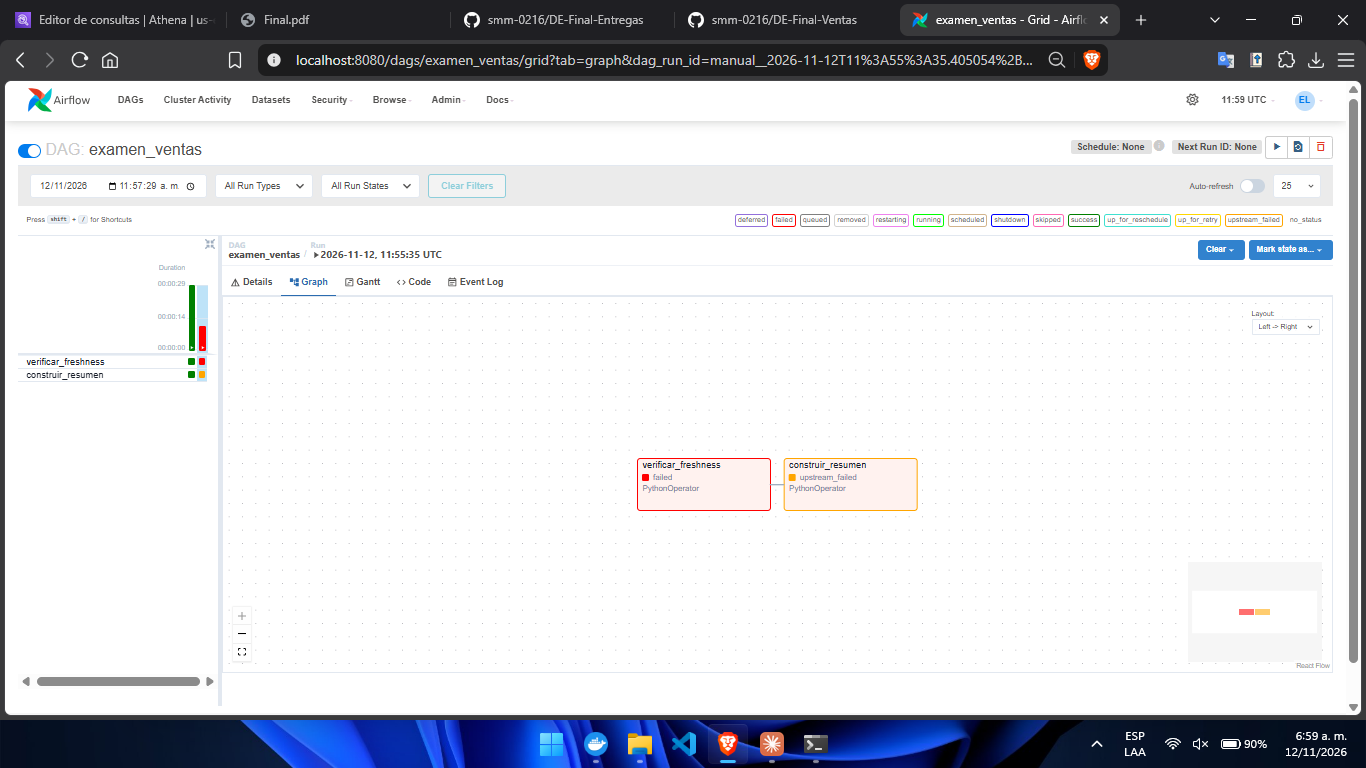 Editor de consultas | Athena | us-
Final.pdf
smm-0216/DE-Final-Entregas
smm-0216/DE-Final-Ventas
examen_ventas - Grid - Airfl
localhost:8080/dags/examen_ventas/grid?tab=graph&dag_run_id=manual__2026-11-12T11%3A55%3A35.405054%2B...
Airflow
DAGs
Cluster Activity
Datasets
Security
Browse
Admin
Docs
11:59 UTC
EL
DAG: examen_ventas
Schedule: None
Next Run ID: None
12/11/2026
11:57:29 a. m.
All Run Types
All Run States
Clear Filters
Auto-refresh
25
Press shift + / for Shortcuts
deferred
failed
queued
removed
restarting
running
scheduled
shutdown
skipped
success
up_for_reschedule
up_for_retry
upstream_failed
no_status
Duration
00:00:29
00:00:14
00:00:00
verificar_freshness
construir_resumen
DAG
examen_ventas
/
Run
2026-11-12, 11:55:35 UTC
Clear
Mark state as...
Details
Graph
Gantt
Code
Event Log
Layout:
Left -> Right
verificar_freshness
failed
PythonOperator
construir_resumen
upstream_failed
PythonOperator
React Flow
ESP
LAA
90%
6:59 a. m.
12/11/2026